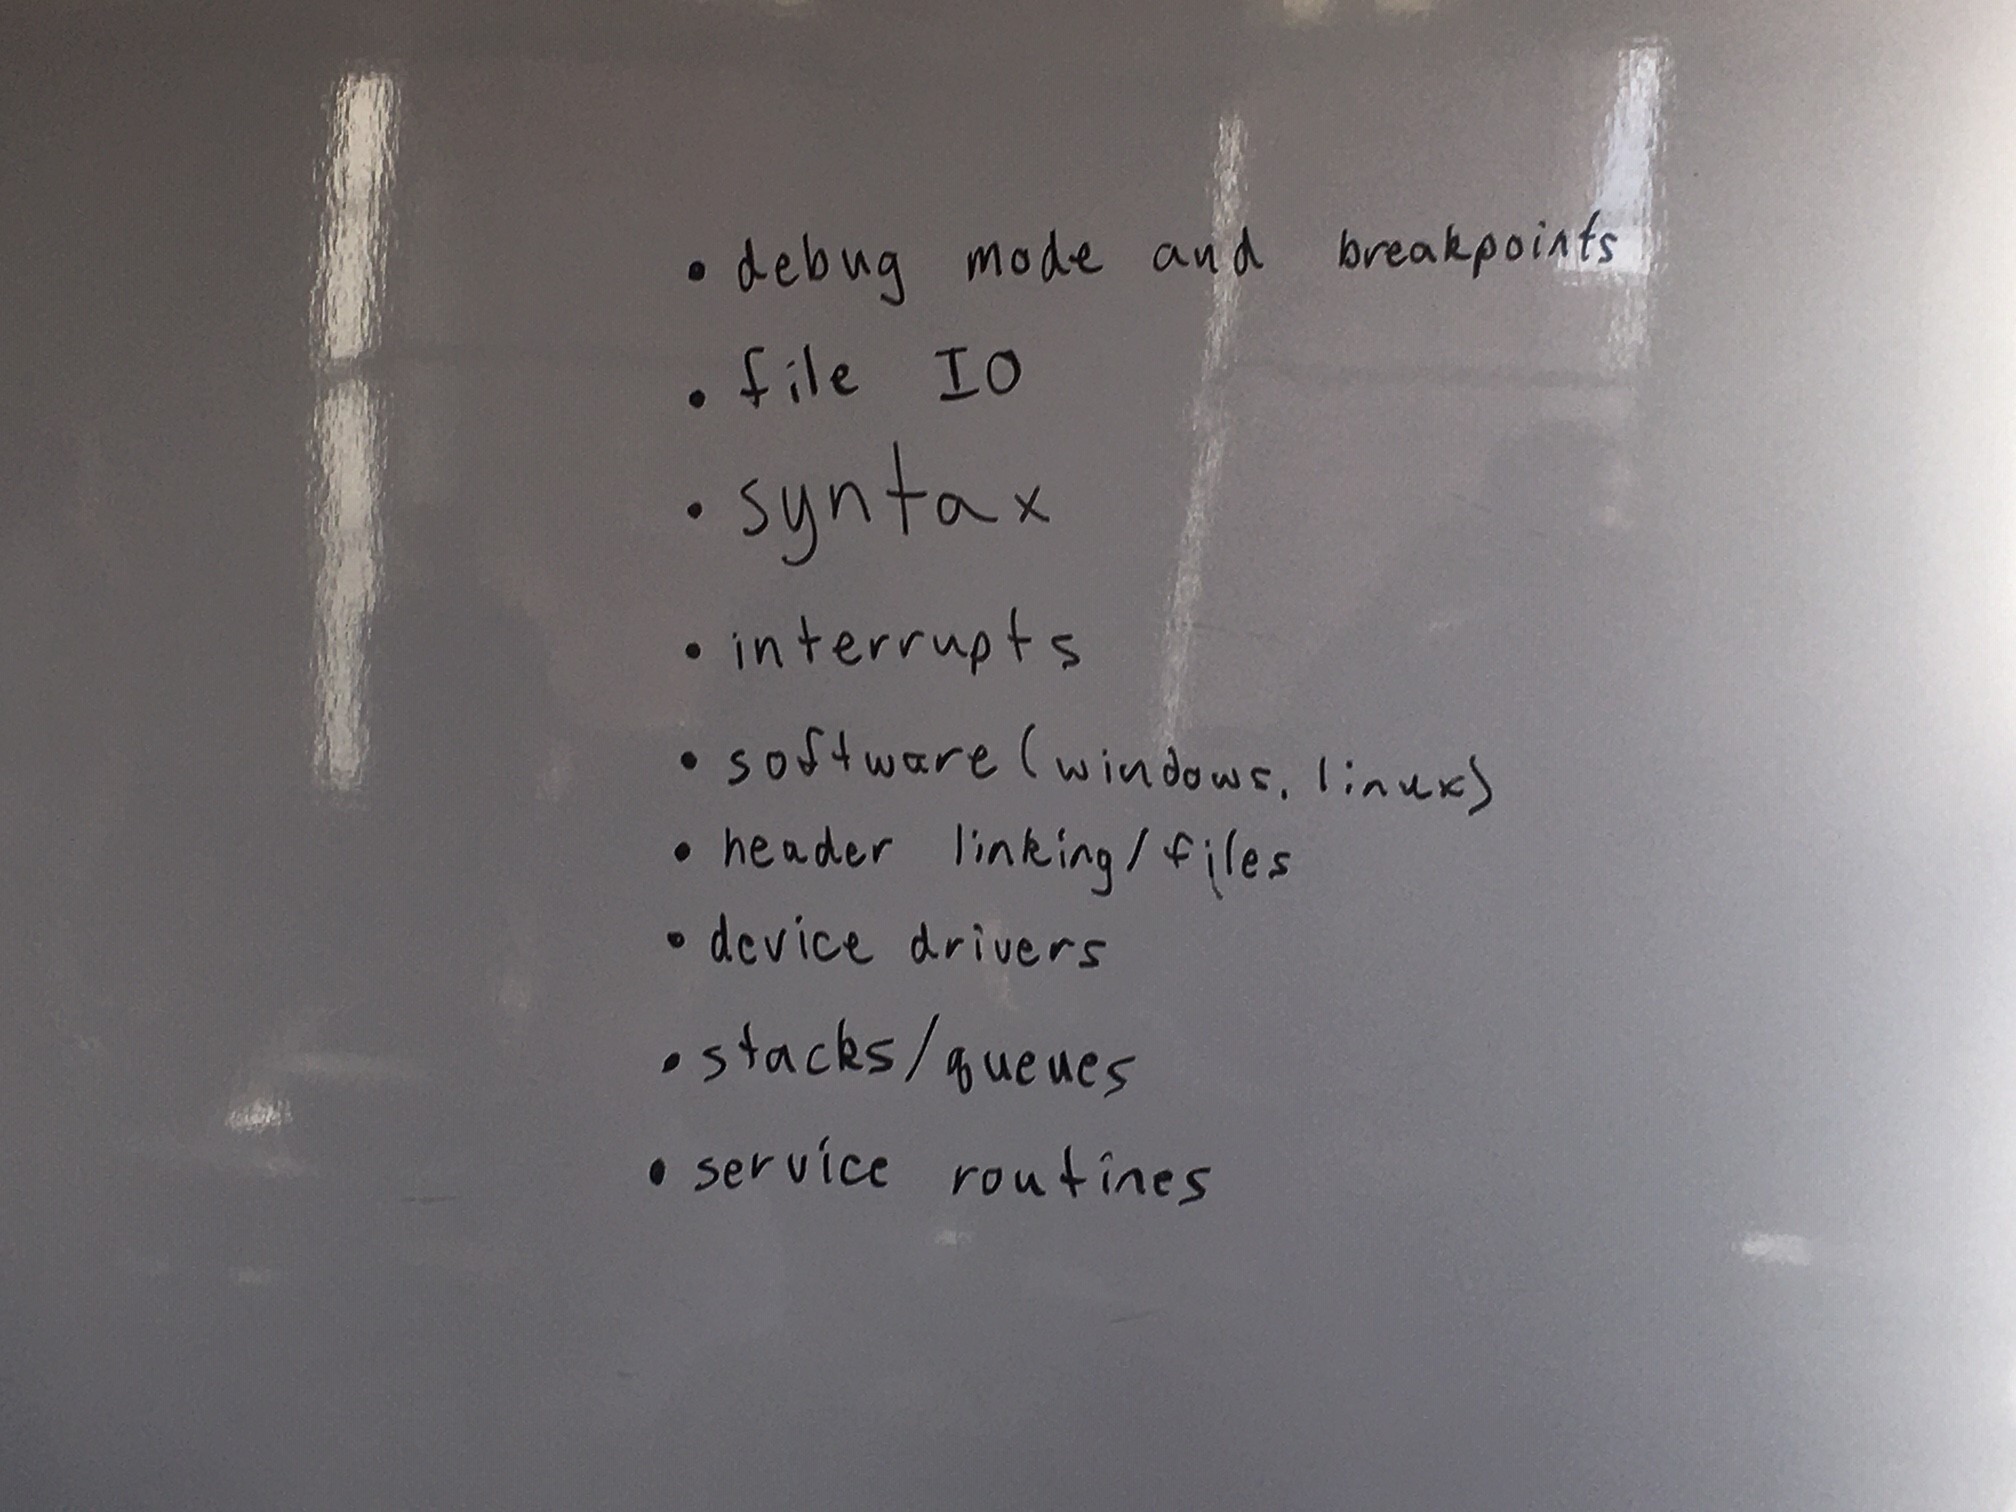 • debug mode and breakpoints
• file IO
• syntax
• interrupts
• software (windows, linux)
• header linking/files
• device drivers
• stacks/queues
• service routines